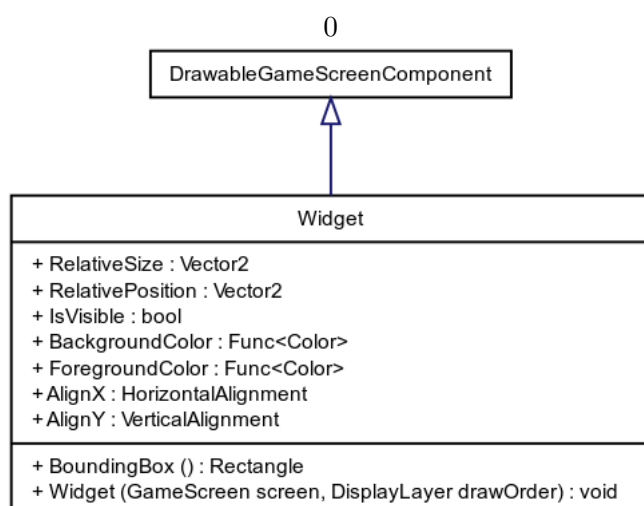 0
DrawableGameScreenComponent
Widget
+ RelativeSize : Vector2
+ RelativePosition : Vector2
+ IsVisible : bool
+ BackgroundColor : Func<Color>
+ ForegroundColor : Func<Color>
+ AlignX : HorizontalAlignment
+ AlignY : VerticalAlignment
+ BoundingBox () : Rectangle
+ Widget (GameScreen screen, DisplayLayer drawOrder) : void